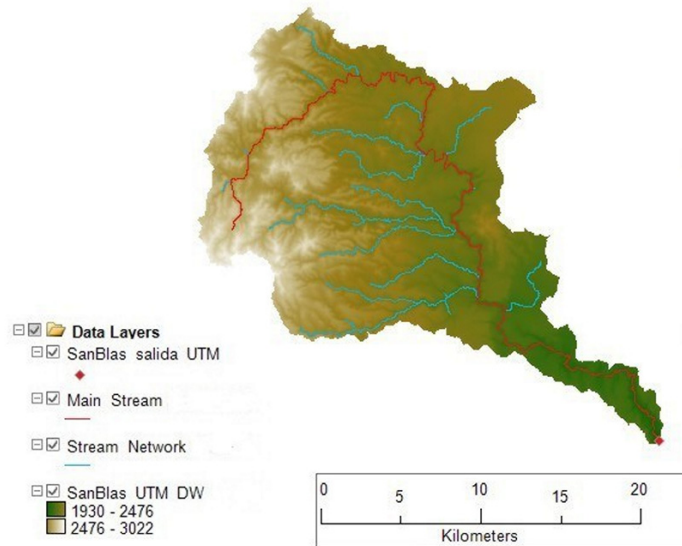 Data Layers
SanBlas salida UTM
Main Stream
Stream Network
SanBlas UTM DW
1930 - 2476
2476 - 3022
0 10 20
5 15
Kilometers